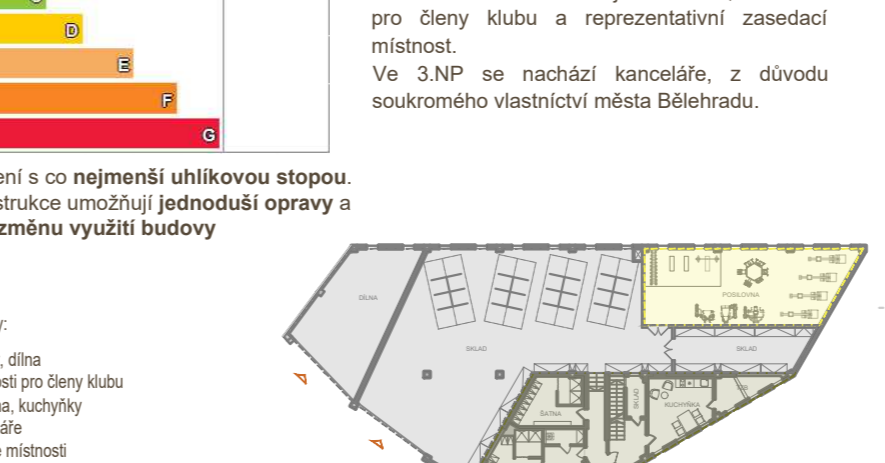 D
E
F
G
pro členy klubu a reprezentativní zasedací
místnost.
Ve 3.NP se nachází kanceláře, z důvodu
soukromého vlastníctví města Bělehradu.
ení s co nejmenší uhlíkovou stopou.
strukce umožňují jednoduší opravy a
změnu využití budovy
y:
, dílna
osti pro členy klubu
na, kuchyňky
áře
e místnosti
DÍLNA
SKLAD
POSILOVNA
SKLAD
ŠATNA
SKLAD
KUCHYŇKA